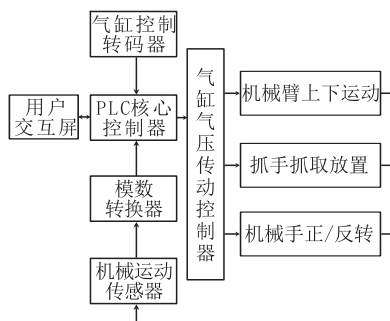 气缸控制
转码器
用户
交互屏
PLC核心
控制器
气缸气压传动控制器
机械臂上下运动
抓手抓取放置
机械手正/反转
模数
转换器
机械运动
传感器